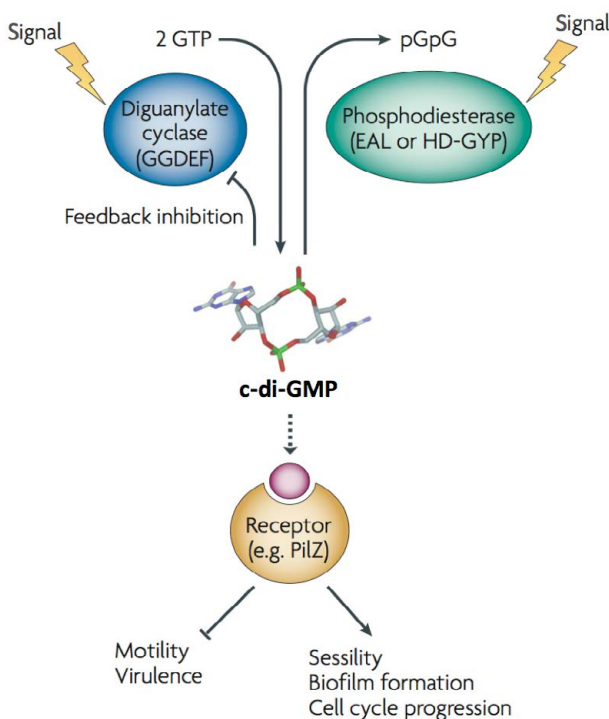 Signal
2 GTP
pGpG
Signal
Diguanylate
cyclase
(GGDEF)
Phosphodiesterase
(EAL or HD-GYP)
Feedback inhibition
c-di-GMP
Receptor
(e.g. PilZ)
Motility
Virulence
Sessility
Biofilm formation
Cell cycle progression